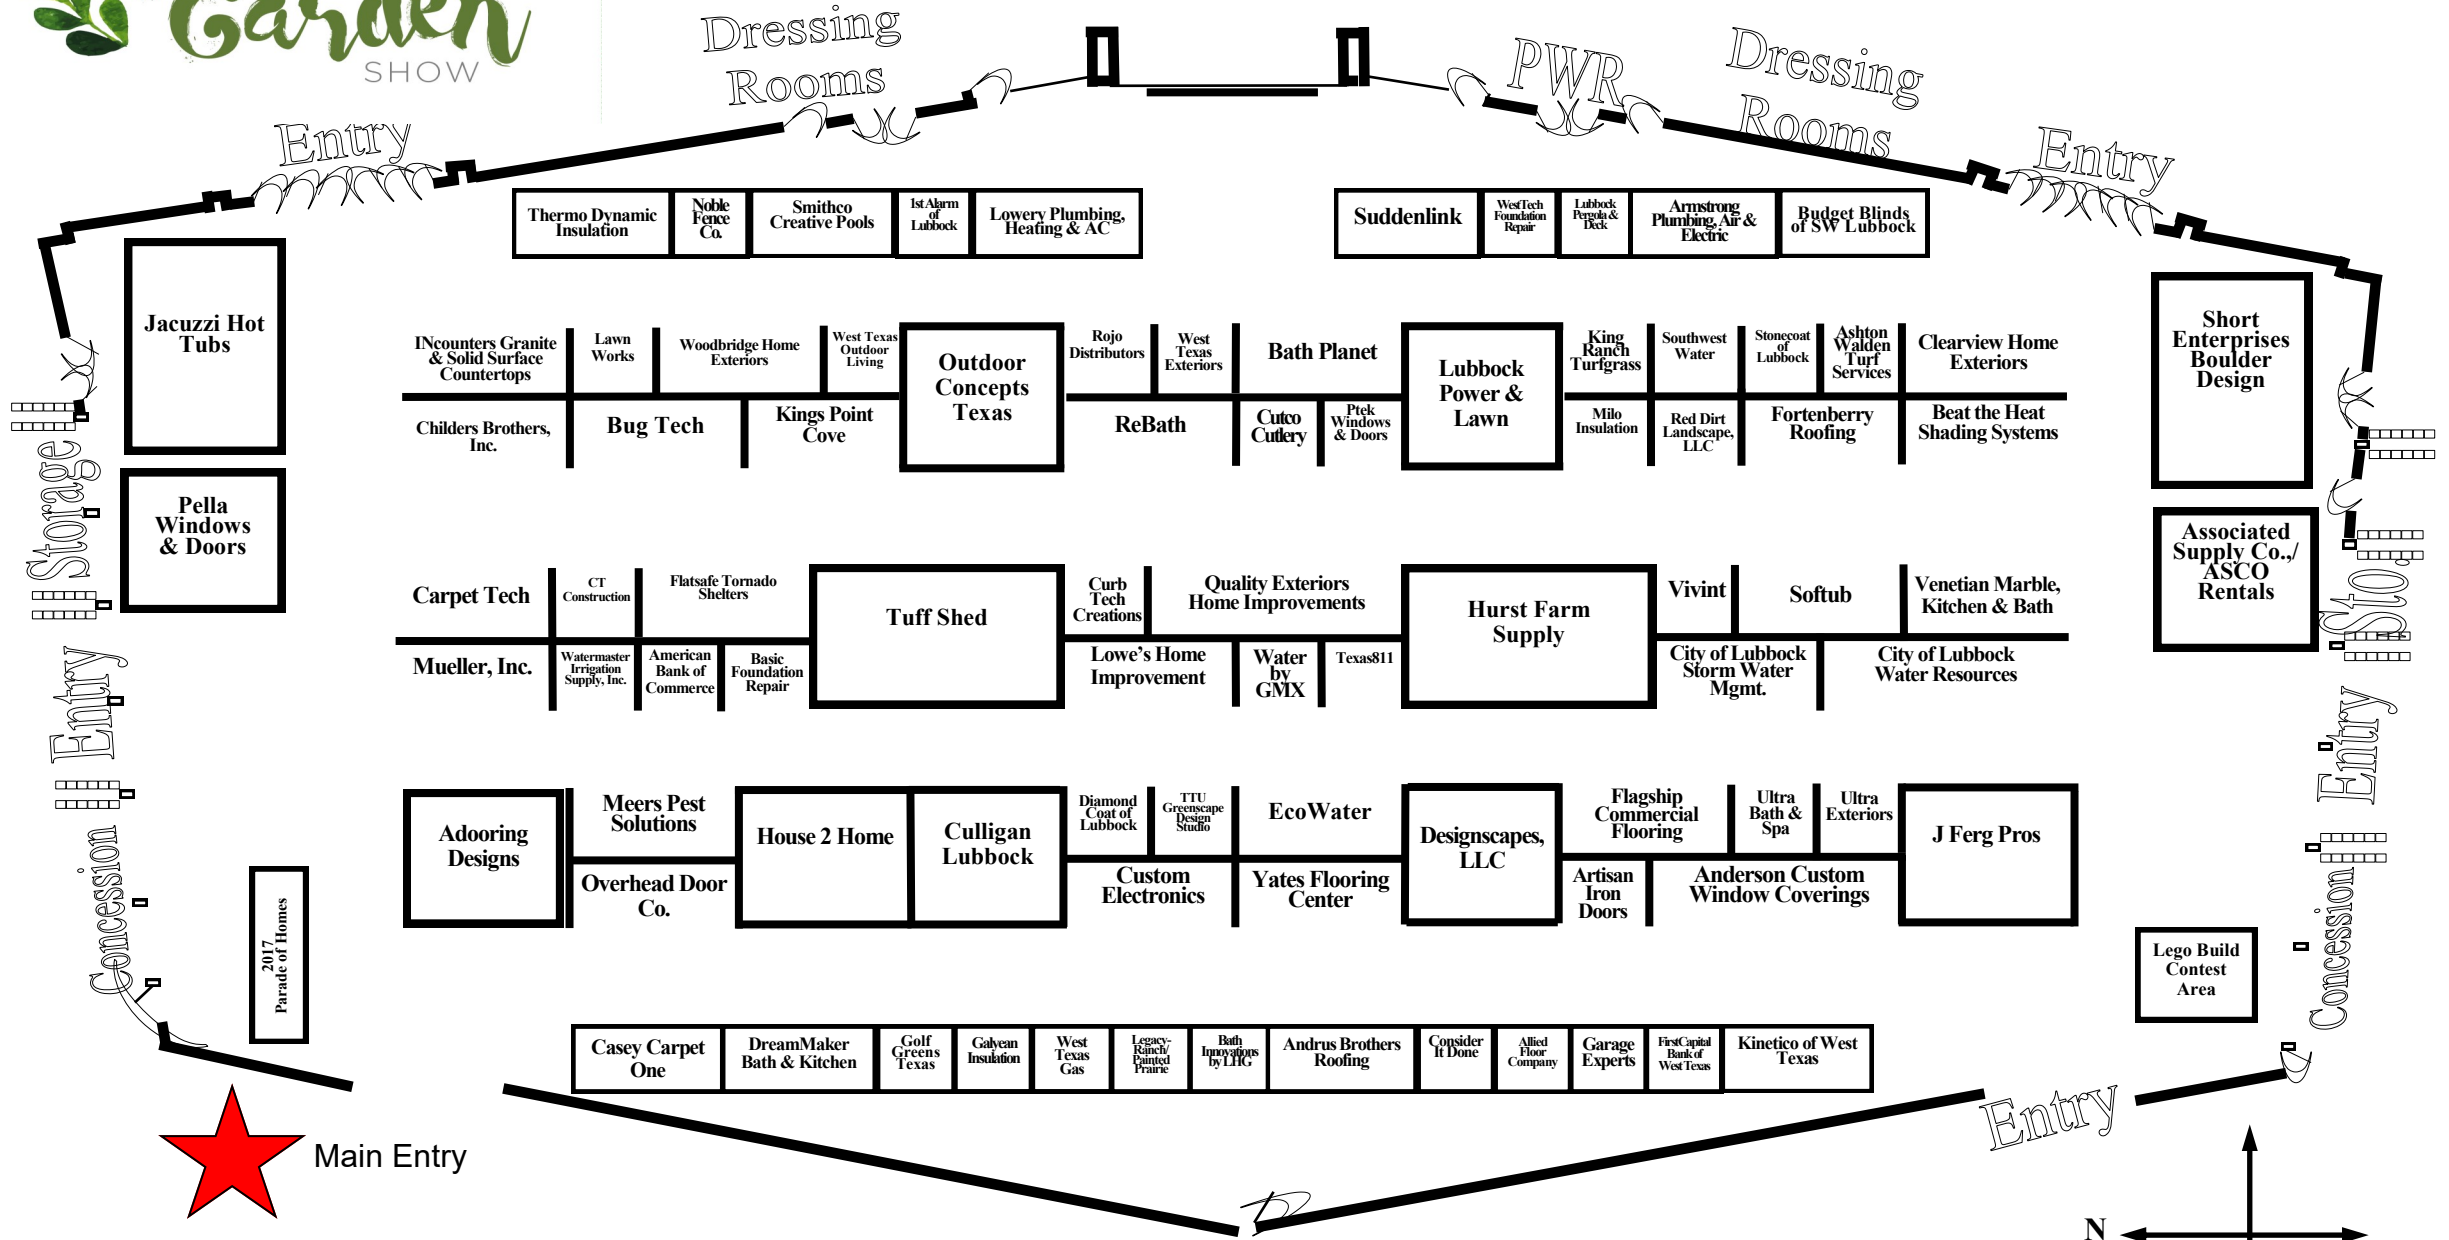 Garden
SHOW
Dressing
Rooms
PWR
Dressing
Rooms
Entry
Entry
Thermo Dynamic
Insulation
Noble
Fence
Co.
Smithco
Creative Pools
1st Alarm
of
Lubbock
Lowery Plumbing,
Heating & AC
Suddenlink
WestTech
Foundation
Repair
Lubbock
Pergola &
Deck
Armstrong
Plumbing, Air &
Electric
Budget Blinds
of SW Lubbock
Jacuzzi Hot
Tubs
INcounters Granite
& Solid Surface
Countertops
Lawn
Works
Woodbridge Home
Exteriors
West Texas
Outdoor
Living
Outdoor
Concepts
Texas
Rojo
Distributors
West
Texas
Exteriors
Bath Planet
Lubbock
Power &
Lawn
King
Ranch
Turfgrass
Southwest
Water
Stonecoat
of
Lubbock
Ashton
Walden
Turf
Services
Clearview Home
Exteriors
Short
Enterprises
Boulder
Design
Childers Brothers,
Inc.
Bug Tech
Kings Point
Cove
ReBath
Cutco
Cutlery
Ptek
Windows
& Doors
Milo
Insulation
Red Dirt
Landscape,
LLC
Fortenberry
Roofing
Beat the Heat
Shading Systems
Storage
Pella
Windows
& Doors
Associated
Supply Co.,/
ASCO
Rentals
Sto.
Carpet Tech
CT
Construction
Flatsafe Tornado
Shelters
Tuff Shed
Curb
Tech
Creations
Quality Exteriors
Home Improvements
Hurst Farm
Supply
Vivint
Softub
Venetian Marble,
Kitchen & Bath
Mueller, Inc.
Watermaster
Irrigation
Supply, Inc.
American
Bank of
Commerce
Basic
Foundation
Repair
Lowe's Home
Improvement
Water
by
GMX
Texas811
City of Lubbock
Storm Water
Mgmt.
City of Lubbock
Water Resources
Entry
Entry
Adooring
Designs
Meers Pest
Solutions
House 2 Home
Culligan
Lubbock
Diamond
Coat of
Lubbock
TTU
Greenscape
Design
Studio
EcoWater
Designscapes,
LLC
Flagship
Commercial
Flooring
Ultra
Bath &
Spa
Ultra
Exteriors
J Ferg Pros
Overhead Door
Co.
Custom
Electronics
Yates Flooring
Center
Artisan
Iron
Doors
Anderson Custom
Window Coverings
Concession
2017
Parade of Homes
Lego Build
Contest
Area
Concession
Casey Carpet
One
DreamMaker
Bath & Kitchen
Golf
Greens
Texas
Galyean
Insulation
West
Texas
Gas
Legacy-
Ranch/
Painted
Prairie
Bath
Innovations
by LHG
Andrus Brothers
Roofing
Consider
It Done
Allied
Floor
Company
Garage
Experts
FirstCapital
Bank of
West Texas
Kinetico of West
Texas
Main Entry
Entry
N